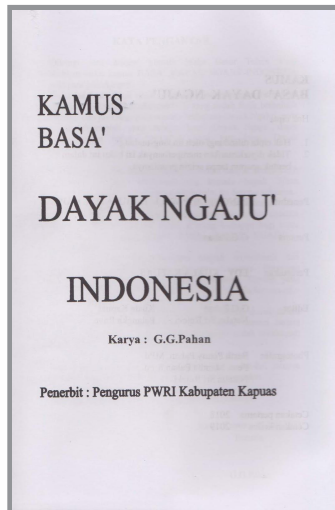 KAMUS
BASA'
DAYAK NGAJU'
INDONESIA
Karya : G.G.Pahan
Penerbit : Pengurus PWRI Kabupaten Kapuas